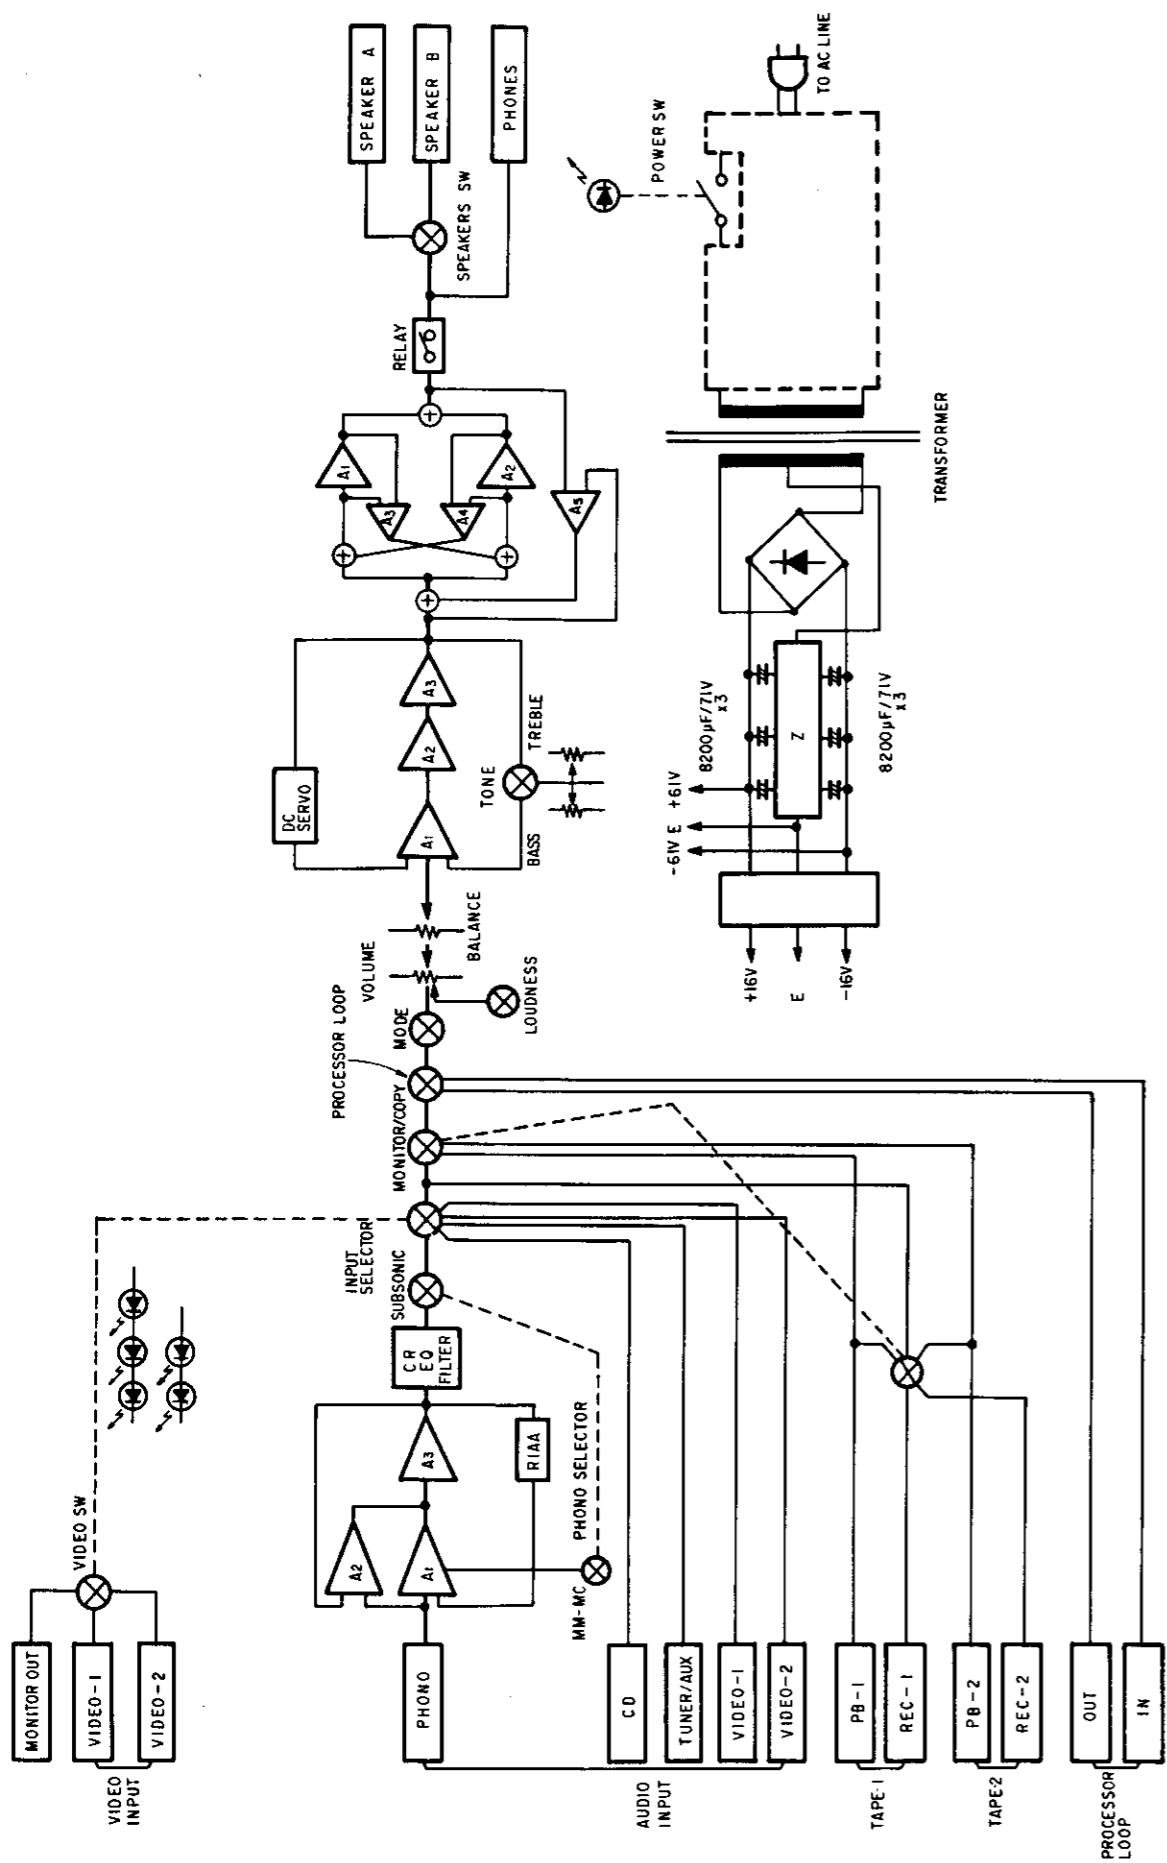 MONITOR OUT
VIDEO-1
VIDEO-2
VIDEO
INPUT
VIDEO SW
PHONO
A2
A1
A3
RIAA
CR
EQ
FILTER
SUBSONIC
INPUT
SELECTOR
MONITOR/COPY
PROCESSOR LOOP
MODE
VOLUME
LOUDNESS
BALANCE
MM-MC
PHONO SELECTOR
DC
SERVO
A1
A2
A3
BASS
TONE
TREBLE
+
+
+
+
A1
A2
A3
A4
A5
RELAY
SPEAKERS SW
SPEAKER A
SPEAKER B
PHONES
CD
TUNER/AUX
VIDEO-1
VIDEO-2
AUDIO
INPUT
PB-1
REC-1
TAPE-1
PB-2
REC-2
TAPE-2
OUT
IN
PROCESSOR
LOOP
+16V
E
-16V
-61V
E
+61V
8200µF/71V
x3
Z
8200µF/71V
x3
TRANSFORMER
POWER SW
TO AC LINE